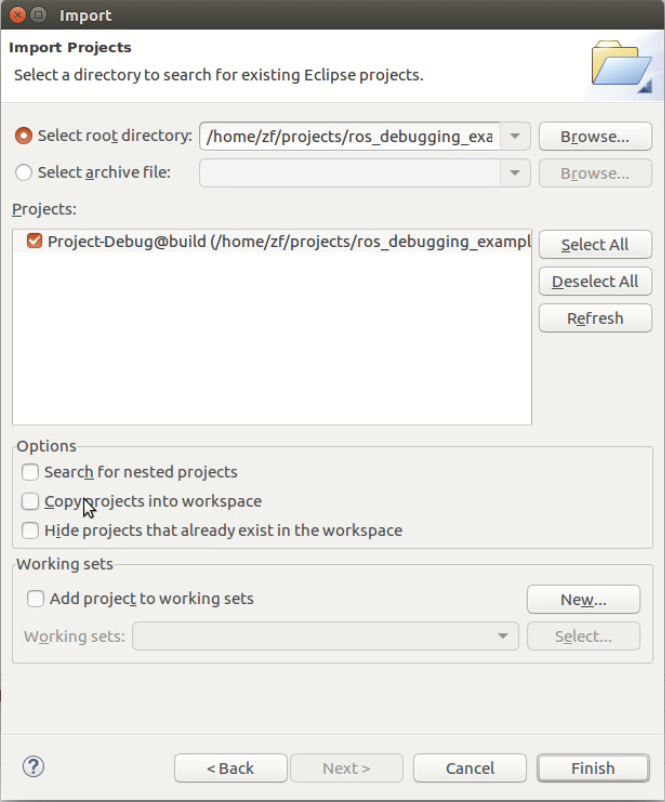 Import
Import Projects
Select a directory to search for existing Eclipse projects.
Select root directory: /home/zf/projects/ros_debugging_exa Browse...
Select archive file: Browse...
Projects:
Project-Debug@build (/home/zf/projects/ros_debugging_exampl
Select All
Deselect All
Refresh
Options
Search for nested projects
Copy projects into workspace
Hide projects that already exist in the workspace
Working sets
Add project to working sets New...
Working sets: Select...
? < Back Next > Cancel Finish